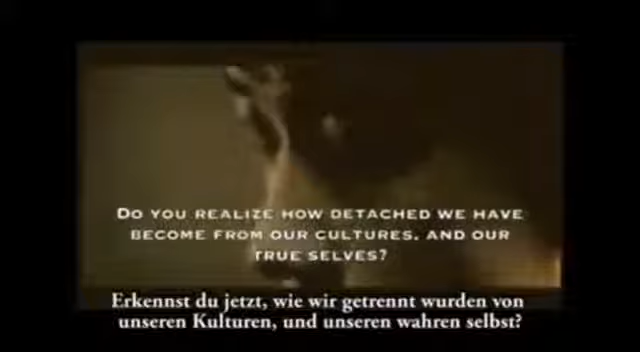 DO YOU REALIZE HOW DETACHED WE HAVE
BECOME FROM OUR CULTURES, AND OUR
TRUE SELVES?
Erkennst du jetzt, wie wir getrennt wurden von
unseren Kulturen, und unseren wahren selbst?